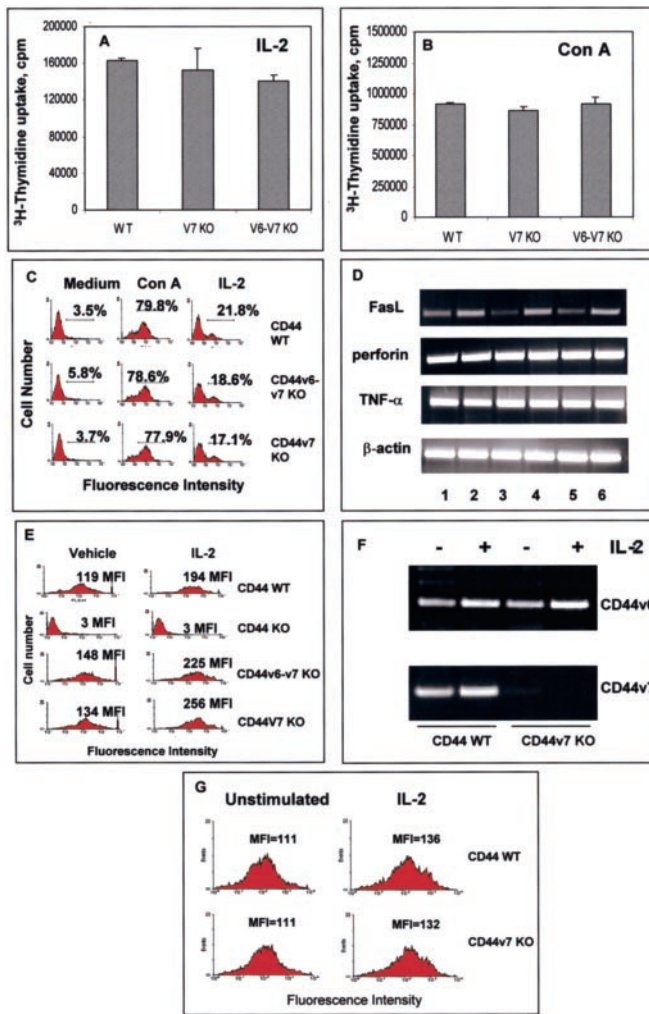 A
IL-2
³H-Thymidine uptake, cpm
200000
160000
120000
80000
40000
0
WT
V7 KO
V6-V7 KO
B
Con A
³H-Thymidine uptake, cpm
1500000
1250000
1000000
750000
500000
250000
0
WT
V7 KO
V6-V7 KO
C
Medium
Con A
IL-2
3.5%
79.8%
21.8%
CD44
WT
5.8%
78.6%
18.6%
CD44v6-
v7 KO
3.7%
77.9%
17.1%
CD44v7
KO
Cell Number
Fluorescence Intensity
D
FasL
perforin
TNF-α
β-actin
1 2 3 4 5 6
E
Vehicle
IL-2
119 MFI
194 MFI
CD44 WT
3 MFI
3 MFI
CD44 KO
148 MFI
225 MFI
CD44v6-v7 KO
134 MFI
256 MFI
CD44V7 KO
Cell number
Fluorescence Intensity
F
- + - + IL-2
CD44v6
CD44v7
CD44 WT
CD44v7 KO
G
Unstimulated
IL-2
MFI=111
MFI=136
CD44 WT
MFI=111
MFI=132
CD44v7 KO
Events
Events
Fluorescence Intensity